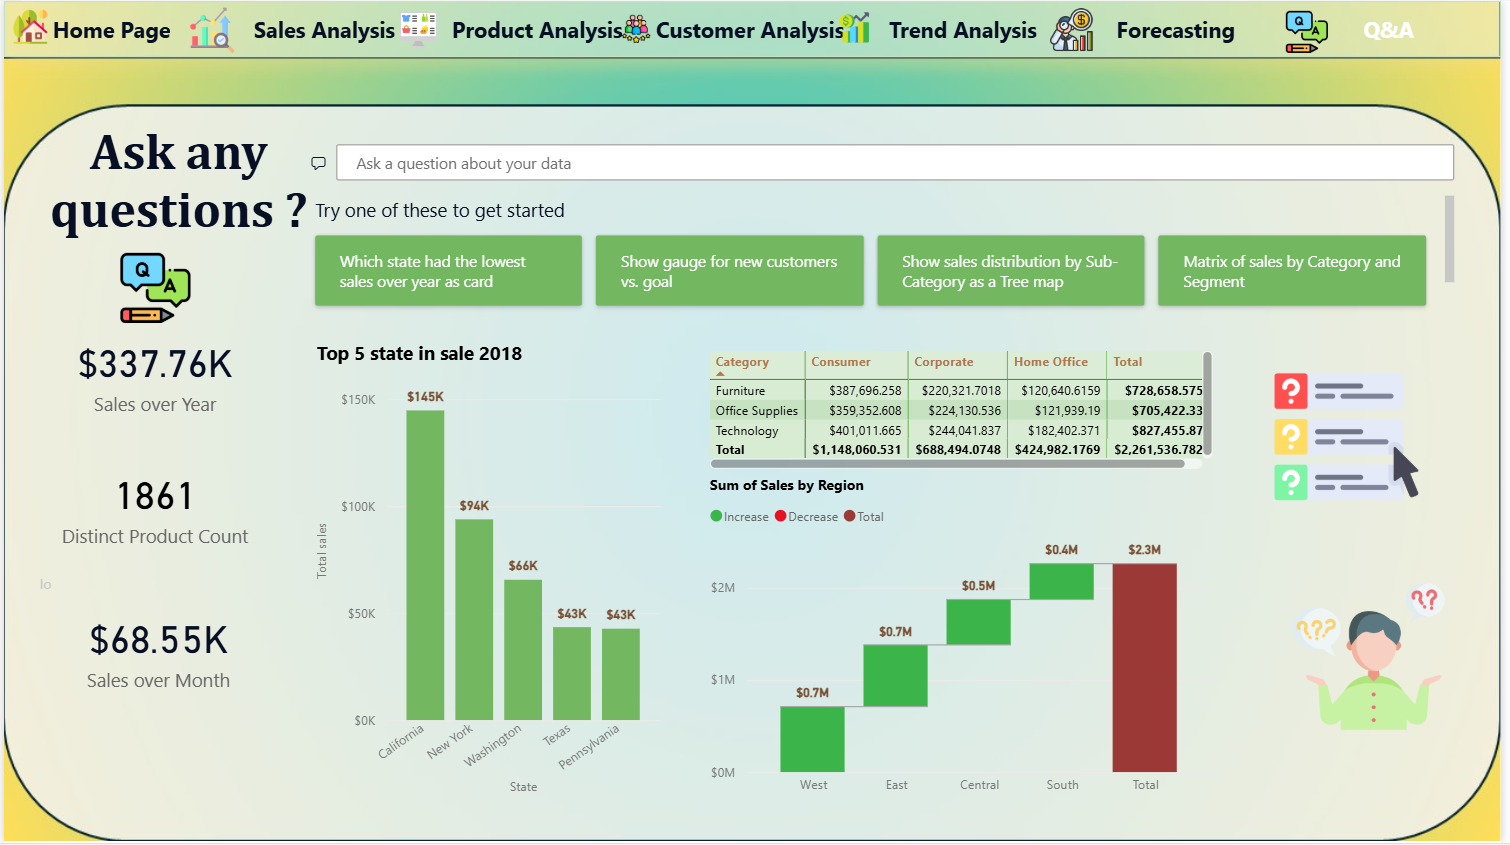 Home Page
Sales Analysis
Product Analysis
Customer Analysis
Trend Analysis
Forecasting
Q
A
Q&A
Ask any
questions ?
Ask a question about your data
Try one of these to get started
Which state had the lowest
sales over year as card
Show gauge for new customers
vs. goal
Show sales distribution by Sub-
Category as a Tree map
Matrix of sales by Category and
Segment
Q
A
$337.76K
Sales over Year
1861
Distinct Product Count
lo
$68.55K
Sales over Month
Top 5 state in sale 2018
Total sales
$150K
$100K
$50K
$0K
$145K
$94K
$66K
$43K
$43K
California
New York
Washington
Texas
Pennsylvania
State
Category Consumer Corporate Home Office Total
Furniture $387,696.258 $220,321.7018 $120,640.6159 $728,658.575
Office Supplies $359,352.608 $224,130.536 $121,939.19 $705,422.33
Technology $401,011.665 $244,041.837 $182,402.371 $827,455.87
Total $1,148,060.531 $688,494.0748 $424,982.1769 $2,261,536.782
Sum of Sales by Region
Increase Decrease Total
$2M
$1M
$0M
$0.7M
$0.7M
$0.5M
$0.4M
$2.3M
West East Central South Total
?
?
?
???
??